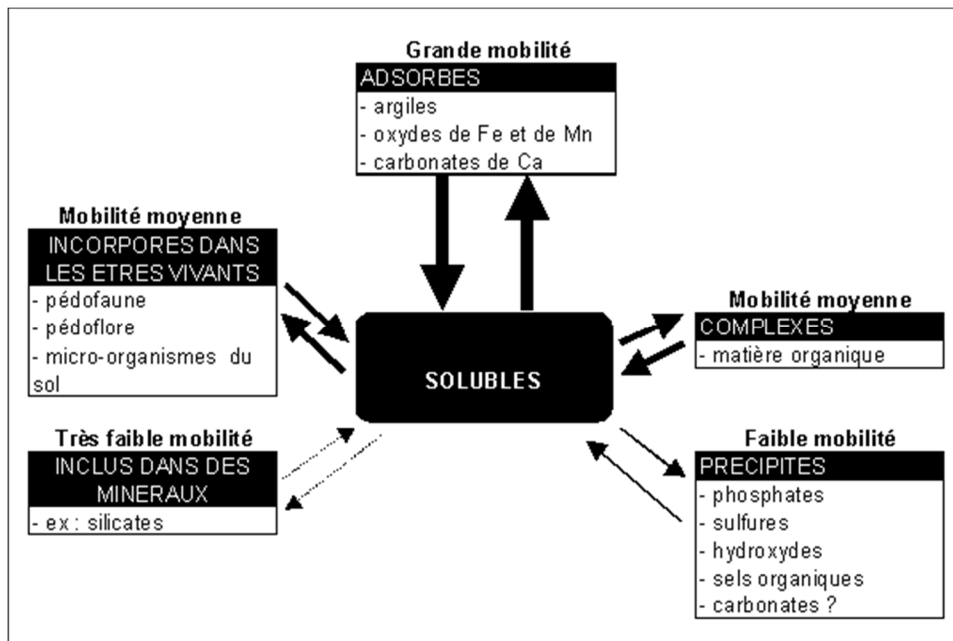 Grande mobilité
ADSORBES
- argiles
- oxydes de Fe et de Mn
- carbonates de Ca
Mobilité moyenne
INCORPORES DANS
LES ETRES VIVANTS
- pédofaune
- pédoflore
- micro-organismes du
sol
SOLUBLES
Mobilité moyenne
COMPLEXES
- matière organique
Très faible mobilité
INCLUS DANS DES
MINERAUX
- ex : silicates
Faible mobilité
PRECIPITES
- phosphates
- sulfures
- hydroxydes
- sels organiques
- carbonates ?